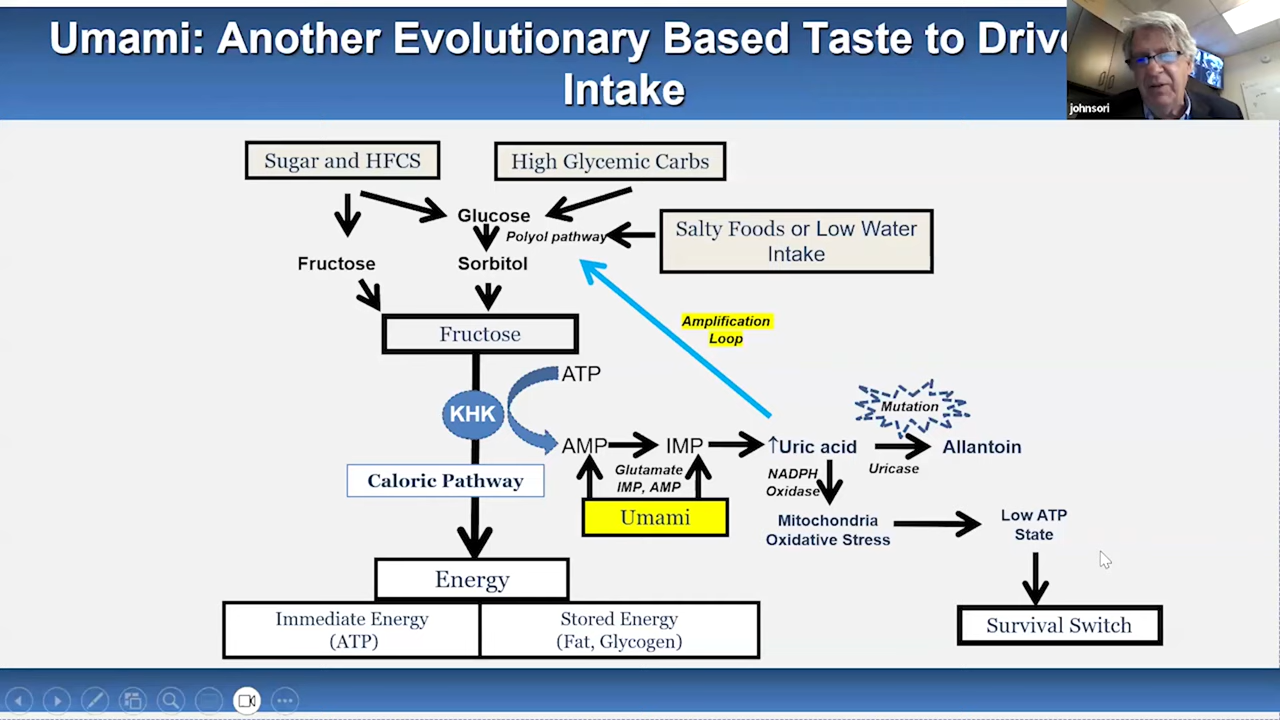 Umami: Another Evolutionary Based Taste to Drive
Intake
johnsori
Sugar and HFCS
High Glycemic Carbs
Glucose
Polyol pathway
Salty Foods or Low Water
Intake
Fructose
Sorbitol
Fructose
Amplification
Loop
ATP
KHK
Mutation
AMP
IMP
↑Uric acid
Allantoin
Glutamate
IMP, AMP
NADPH
Oxidase
Uricase
Caloric Pathway
Umami
Mitochondria
Oxidative Stress
Low ATP
State
Energy
Immediate Energy
(ATP)
Stored Energy
(Fat, Glycogen)
Survival Switch